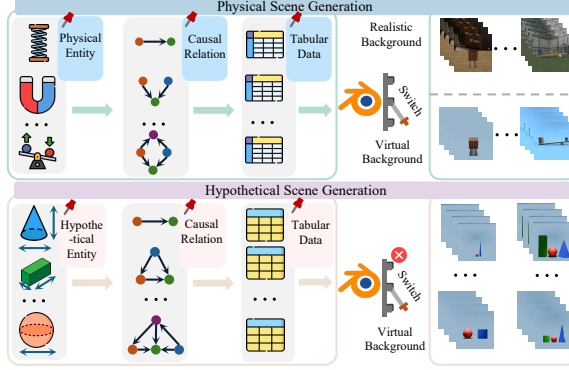 Physical Scene Generation
Physical
Entity
Causal
Relation
Tabular
Data
Realistic
Background
Switch
Virtual
Background
Hypothetical Scene Generation
Hypothe
-tical
Entity
Causal
Relation
Tabular
Data
Switch
Virtual
Background